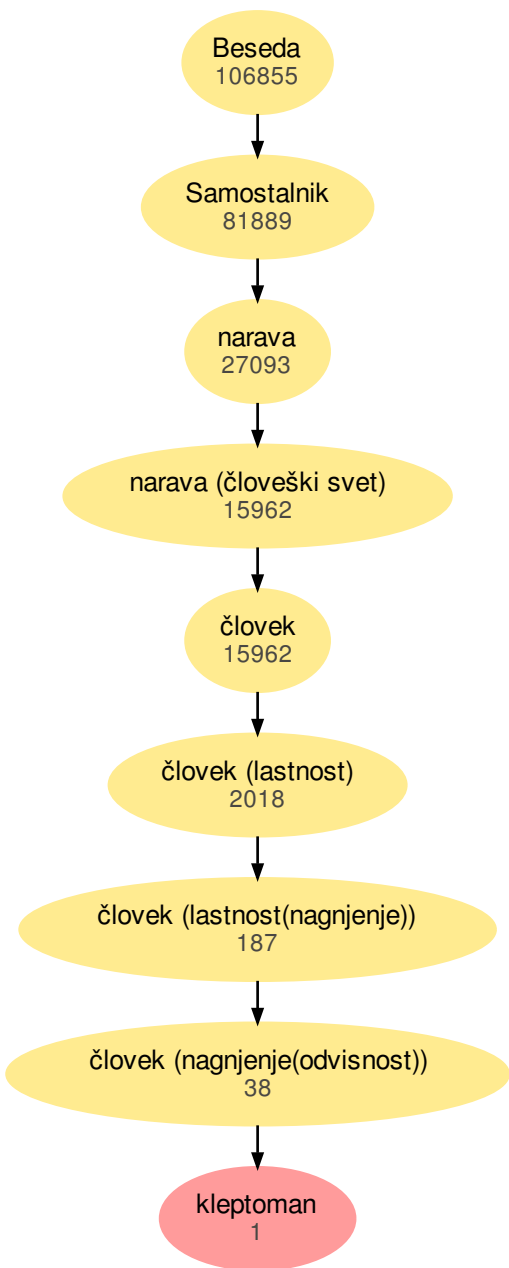 Beseda
106855
Samostalnik
81889
narava
27093
narava (človeški svet)
15962
človek
15962
človek (lastnost)
2018
človek (lastnost(nagnjenje))
187
človek (nagnjenje(odvisnost))
38
kleptoman
1